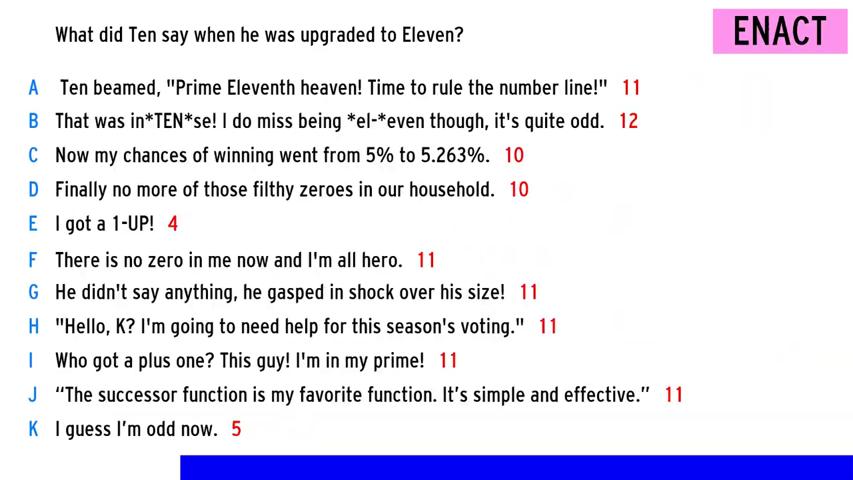 What did Ten say when he was upgraded to Eleven?
ENACT
A Ten beamed, "Prime Eleventh heaven! Time to rule the number line!" 11
B That was in*TEN*se! I do miss being *el-*even though, it's quite odd. 12
C Now my chances of winning went from 5% to 5.263%. 10
D Finally no more of those filthy zeroes in our household. 10
E I got a 1-UP! 4
F There is no zero in me now and I'm all hero. 11
G He didn't say anything, he gasped in shock over his size! 11
H "Hello, K? I'm going to need help for this season's voting." 11
I Who got a plus one? This guy! I'm in my prime! 11
J “The successor function is my favorite function. It’s simple and effective.” 11
K I guess I’m odd now. 5